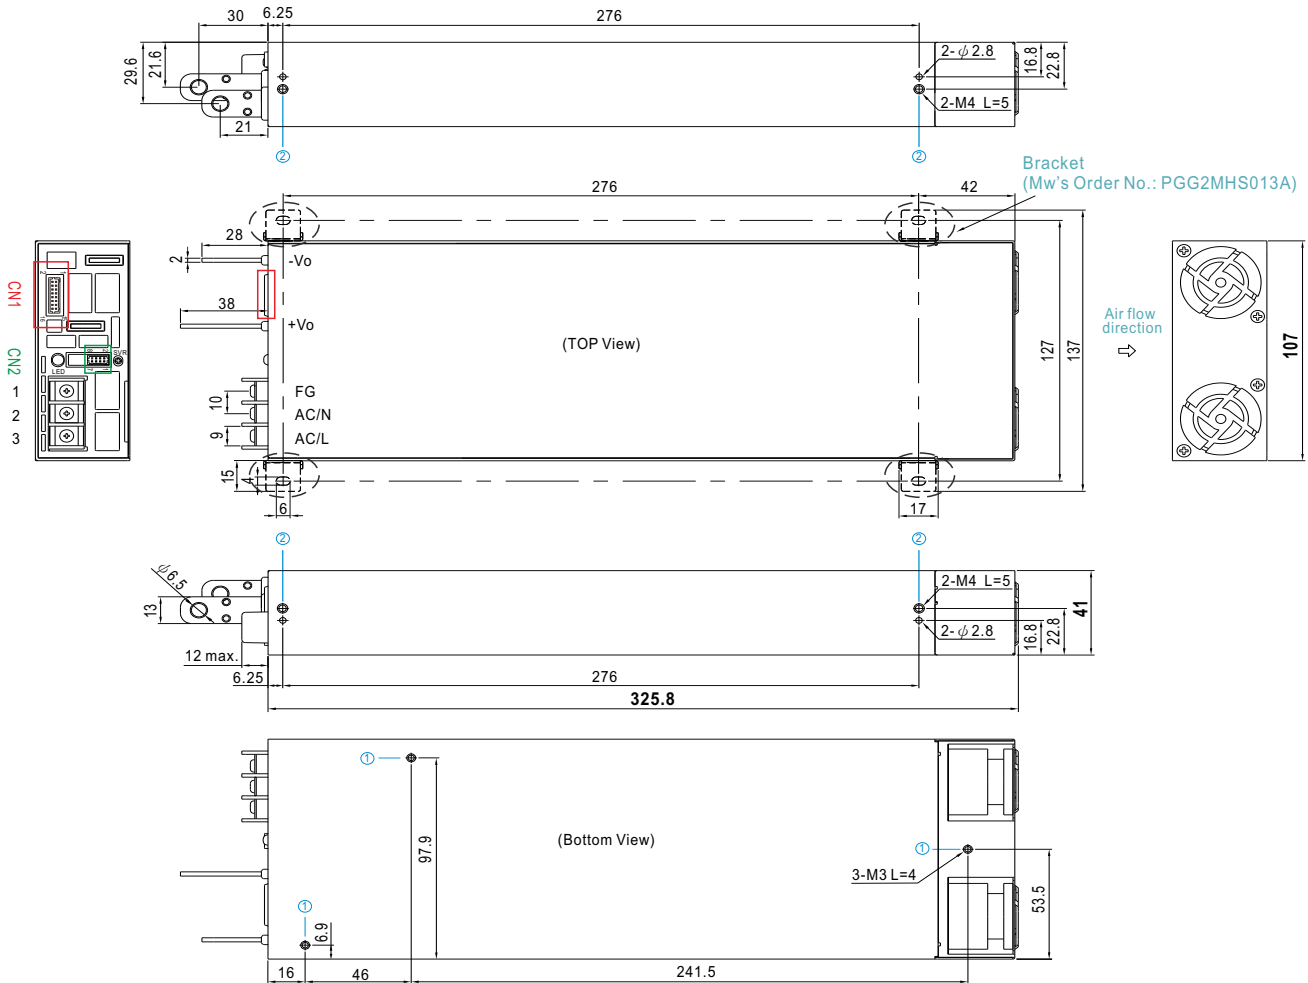 30
6.25
276
29.6
21.6
21
2-φ2.8
2-M4 L=5
16.8
22.8
②
②
Bracket
(Mw's Order No.: PGG2MHS013A)
276
42
28
2
-Vo
38
+Vo
(TOP View)
FG
AC/N
AC/L
10
9
15
4
6
17
127
137
Air flow
direction
107
CN1
CN2
LED
SVR
1
2
3
②
②
φ6.5
13
12 max.
6.25
276
325.8
2-M4 L=5
2-φ2.8
16.8
22.8
41
①
①
①
97.9
(Bottom View)
3-M3 L=4
53.5
6.9
16
46
241.5